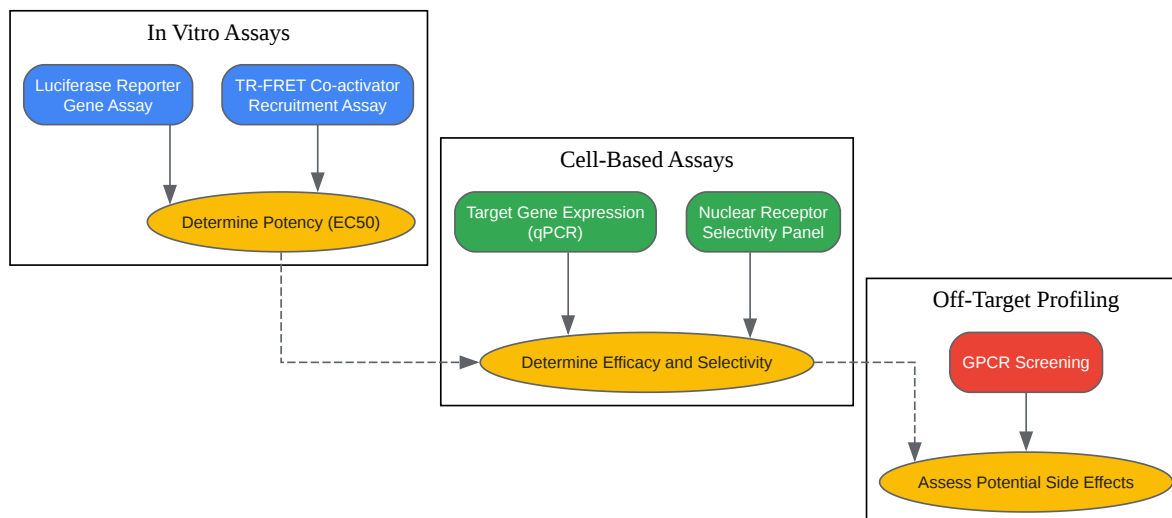 In Vitro Assays
Luciferase Reporter
Gene Assay
TR-FRET Co-activator
Recruitment Assay
Determine Potency (EC50)
Cell-Based Assays
Target Gene Expression
(qPCR)
Nuclear Receptor
Selectivity Panel
Determine Efficacy and Selectivity
Off-Target Profiling
GPCR Screening
Assess Potential Side Effects